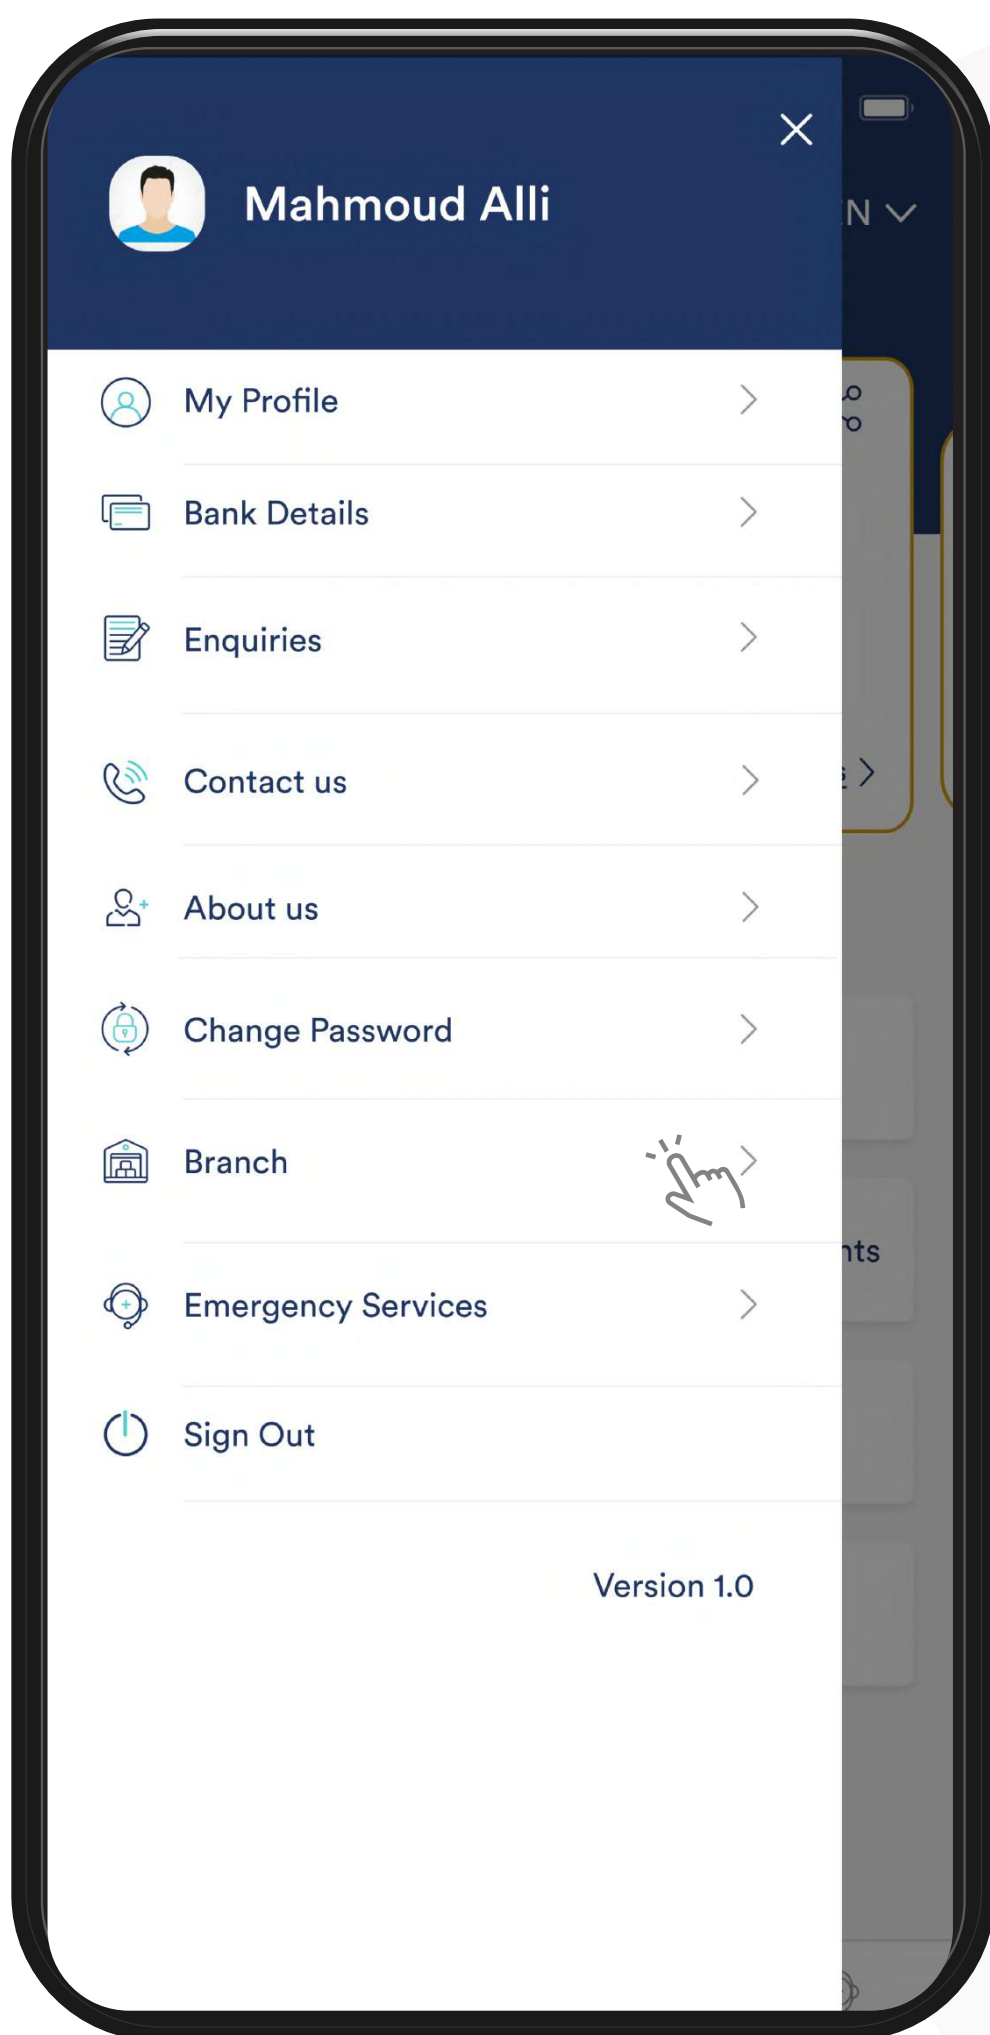 Mahmoud Alli
N
My Profile
Bank Details
Enquiries
Contact us
About us
Change Password
Branch
nts
Emergency Services
Sign Out
Version 1.0